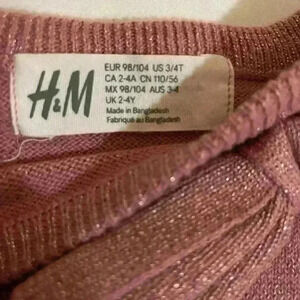 H&M
EUR 98/104 US 3/4T
CA 2-4A CN 110/56
MX 98/104 AUS 3-4
UK 2-4Y
Made in Bangladesh
Fabriqué au Bangladesh